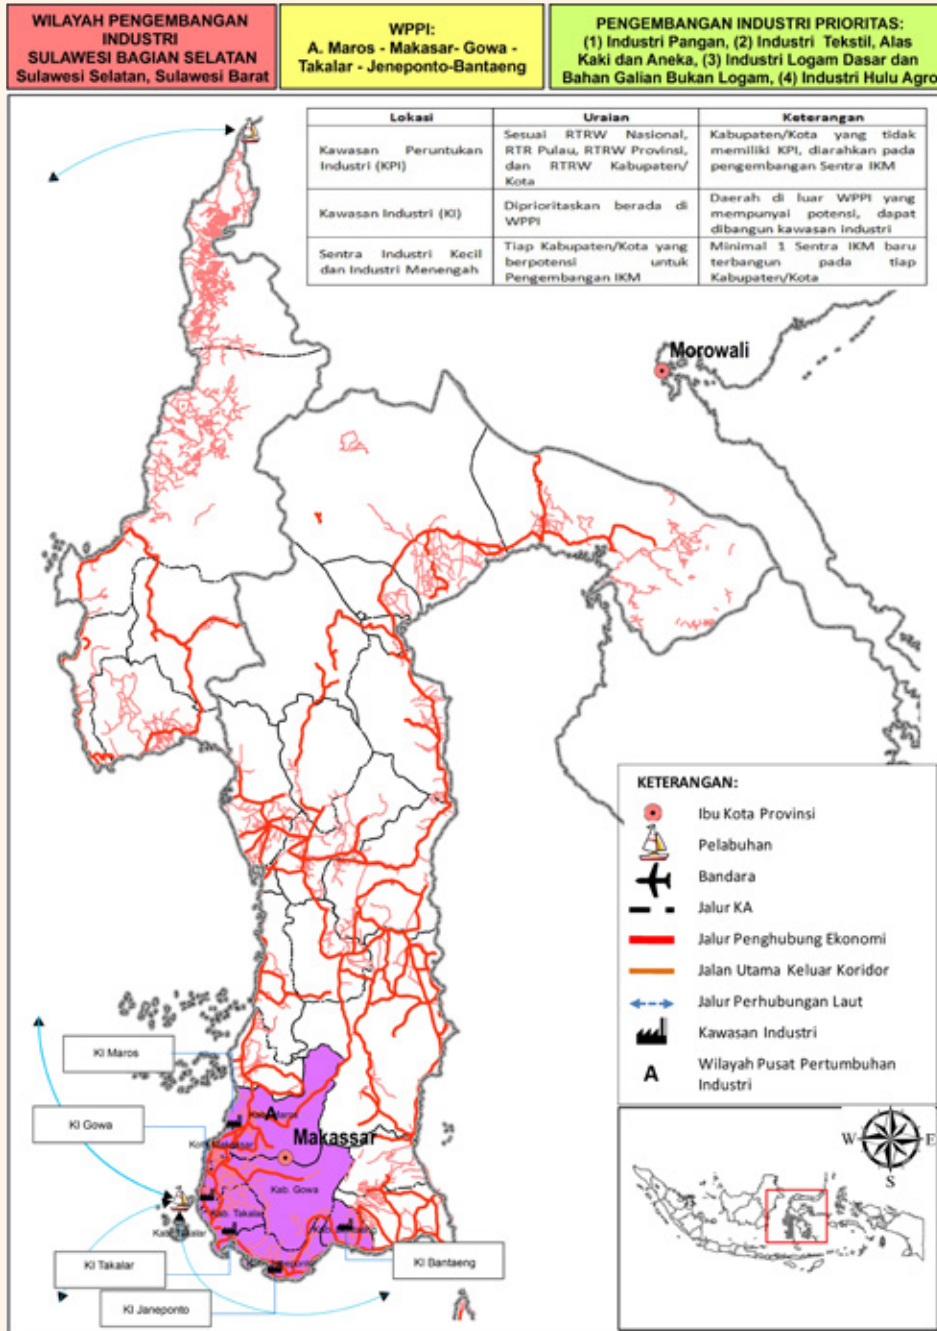 WILAYAH PENGEMBANGAN
INDUSTRI
SULAWESI BAGIAN SELATAN
Sulawesi Selatan, Sulawesi Barat
WPPI:
A. Maros - Makasar- Gowa -
Takalar - Jeneponto-Bantaeng
PENGEMBANGAN INDUSTRI PRIORITAS:
(1) Industri Pangan, (2) Industri Tekstil, Alas
Kaki dan Aneka, (3) Industri Logam Dasar dan
Bahan Galian Bukan Logam, (4) Industri Hulu Agro
Lokasi
Uraian
Keterangan
Kawasan Peruntukan
Industri (KPI)
Sesuai RTRW Nasional,
RTR Pulau, RTRW Provinsi,
dan RTRW Kabupaten/
Kota
Kabupaten/Kota yang tidak
memiliki KPI, diarahkan pada
pengembangan Sentra IKM
Kawasan Industri (KI)
Diprioritaskan berada di
WPPI
Daerah di luar WPPI yang
mempunyai potensi, dapat
dibangun kawasan industri
Sentra Industri Kecil
dan Industri Menengah
Tiap Kabupaten/Kota yang
berpotensi untuk
Pengembangan IKM
Minimal 1 Sentra IKM baru
terbangun pada tiap
Kabupaten/Kota
Morowali
KETERANGAN:
Ibu Kota Provinsi
Pelabuhan
Bandara
Jalur KA
Jalur Penghubung Ekonomi
Jalan Utama Keluar Koridor
Jalur Perhubungan Laut
Kawasan Industri
A
Wilayah Pusat Pertumbuhan
Industri
KI Maros
KI Gowa
A
Makassar
Kab. Gowa
Kab. Takalar
KI Takalar
KI Janeponto
KI Bantaeng
W
E
S